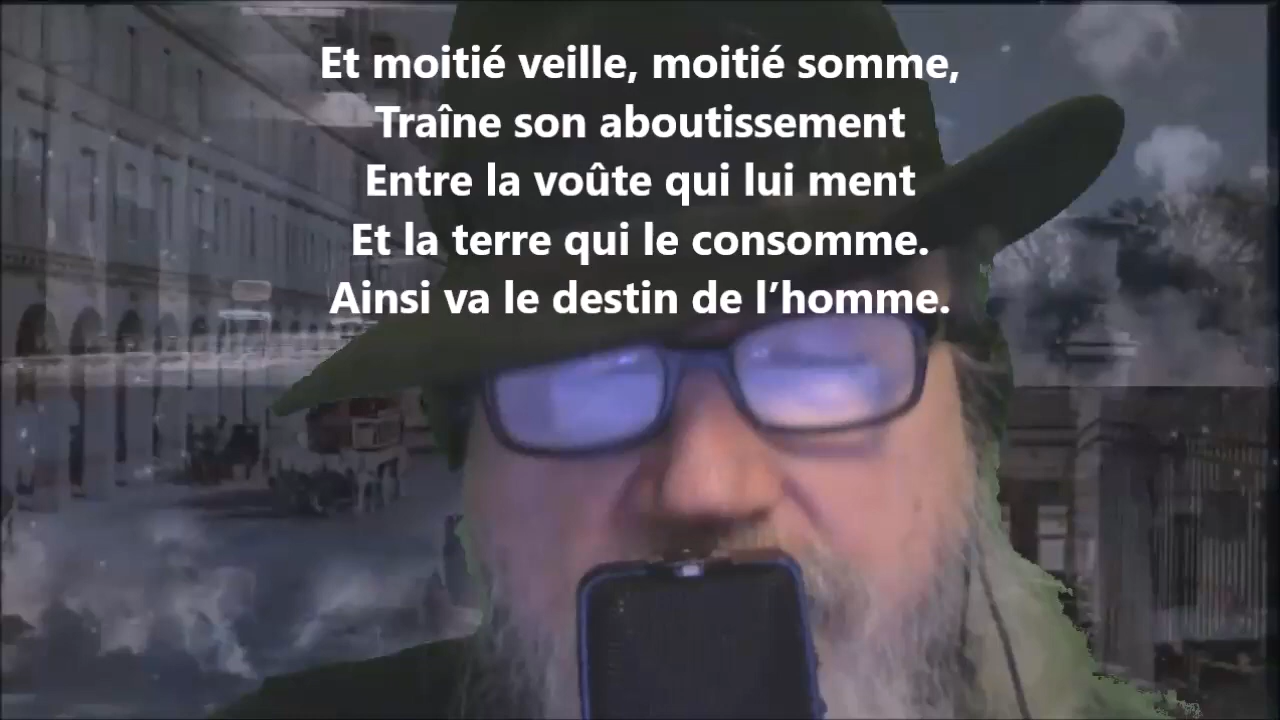 Et moitié veille, moitié somme,
Traîne son aboutissement
Entre la voûte qui lui ment
Et la terre qui le consomme.
Ainsi va le destin de l’homme.